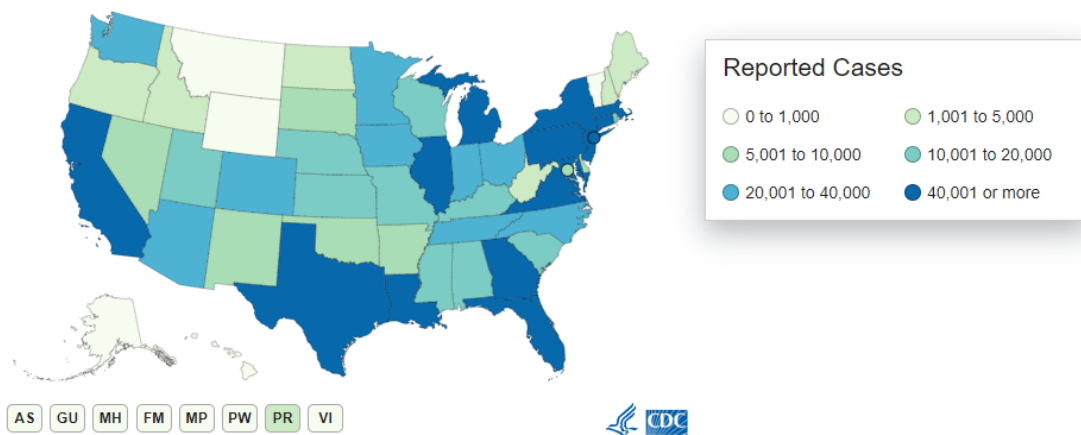 Reported Cases
0 to 1,000
1,001 to 5,000
5,001 to 10,000
10,001 to 20,000
20,001 to 40,000
40,001 or more
AS GU MH FM MP PW PR VI
CDC